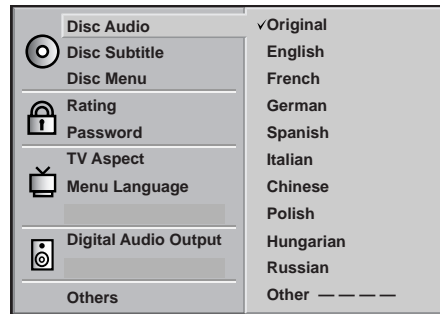 Disc Audio
Disc Subtitle
Disc Menu
Rating
Password
TV Aspect
Menu Language
Digital Audio Output
Others
✓Original
English
French
German
Spanish
Italian
Chinese
Polish
Hungarian
Russian
Other — — — —